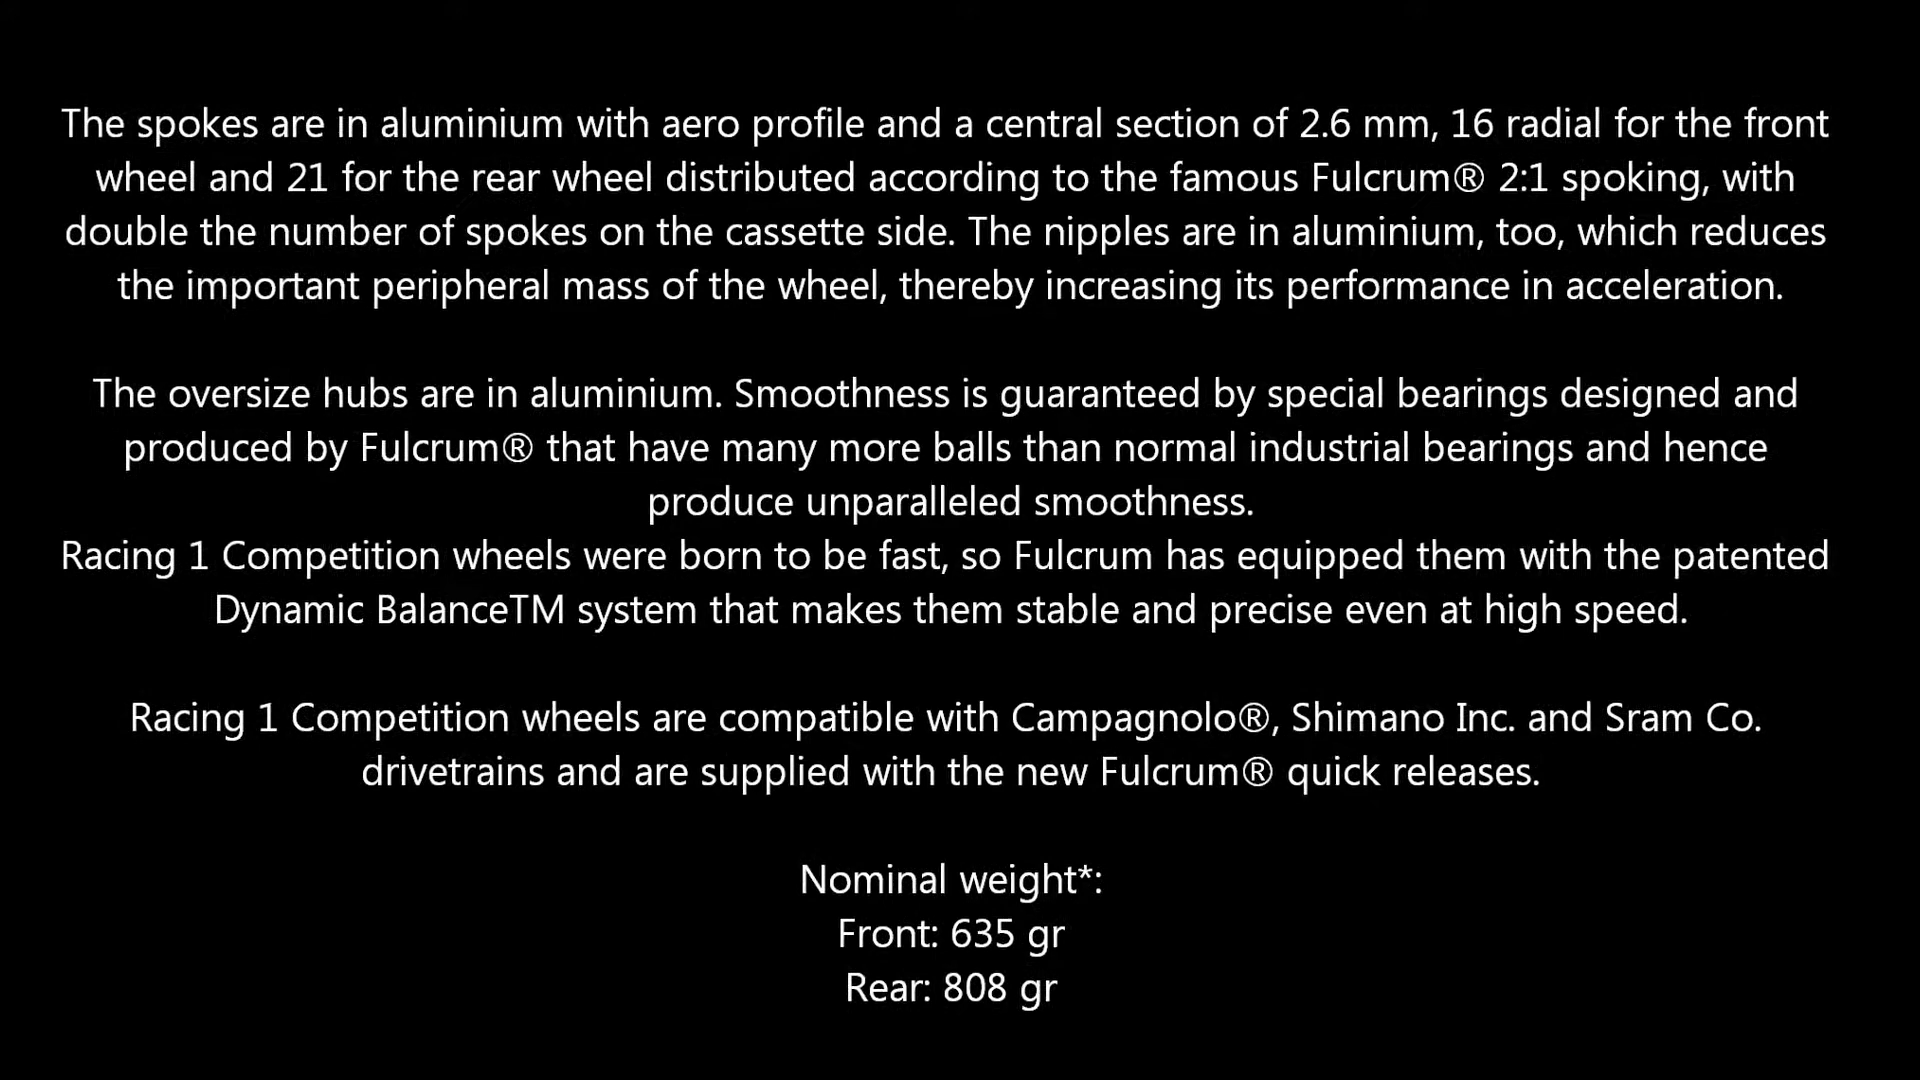 The spokes are in aluminium with aero profile and a central section of 2.6 mm, 16 radial for the front
wheel and 21 for the rear wheel distributed according to the famous Fulcrum® 2:1 spoking, with
double the number of spokes on the cassette side. The nipples are in aluminium, too, which reduces
the important peripheral mass of the wheel, thereby increasing its performance in acceleration.
The oversize hubs are in aluminium. Smoothness is guaranteed by special bearings designed and
produced by Fulcrum® that have many more balls than normal industrial bearings and hence
produce unparalleled smoothness.
Racing 1 Competition wheels were born to be fast, so Fulcrum has equipped them with the patented
Dynamic BalanceTM system that makes them stable and precise even at high speed.
Racing 1 Competition wheels are compatible with Campagnolo®, Shimano Inc. and Sram Co.
drivetrains and are supplied with the new Fulcrum® quick releases.
Nominal weight*:
Front: 635 gr
Rear: 808 gr